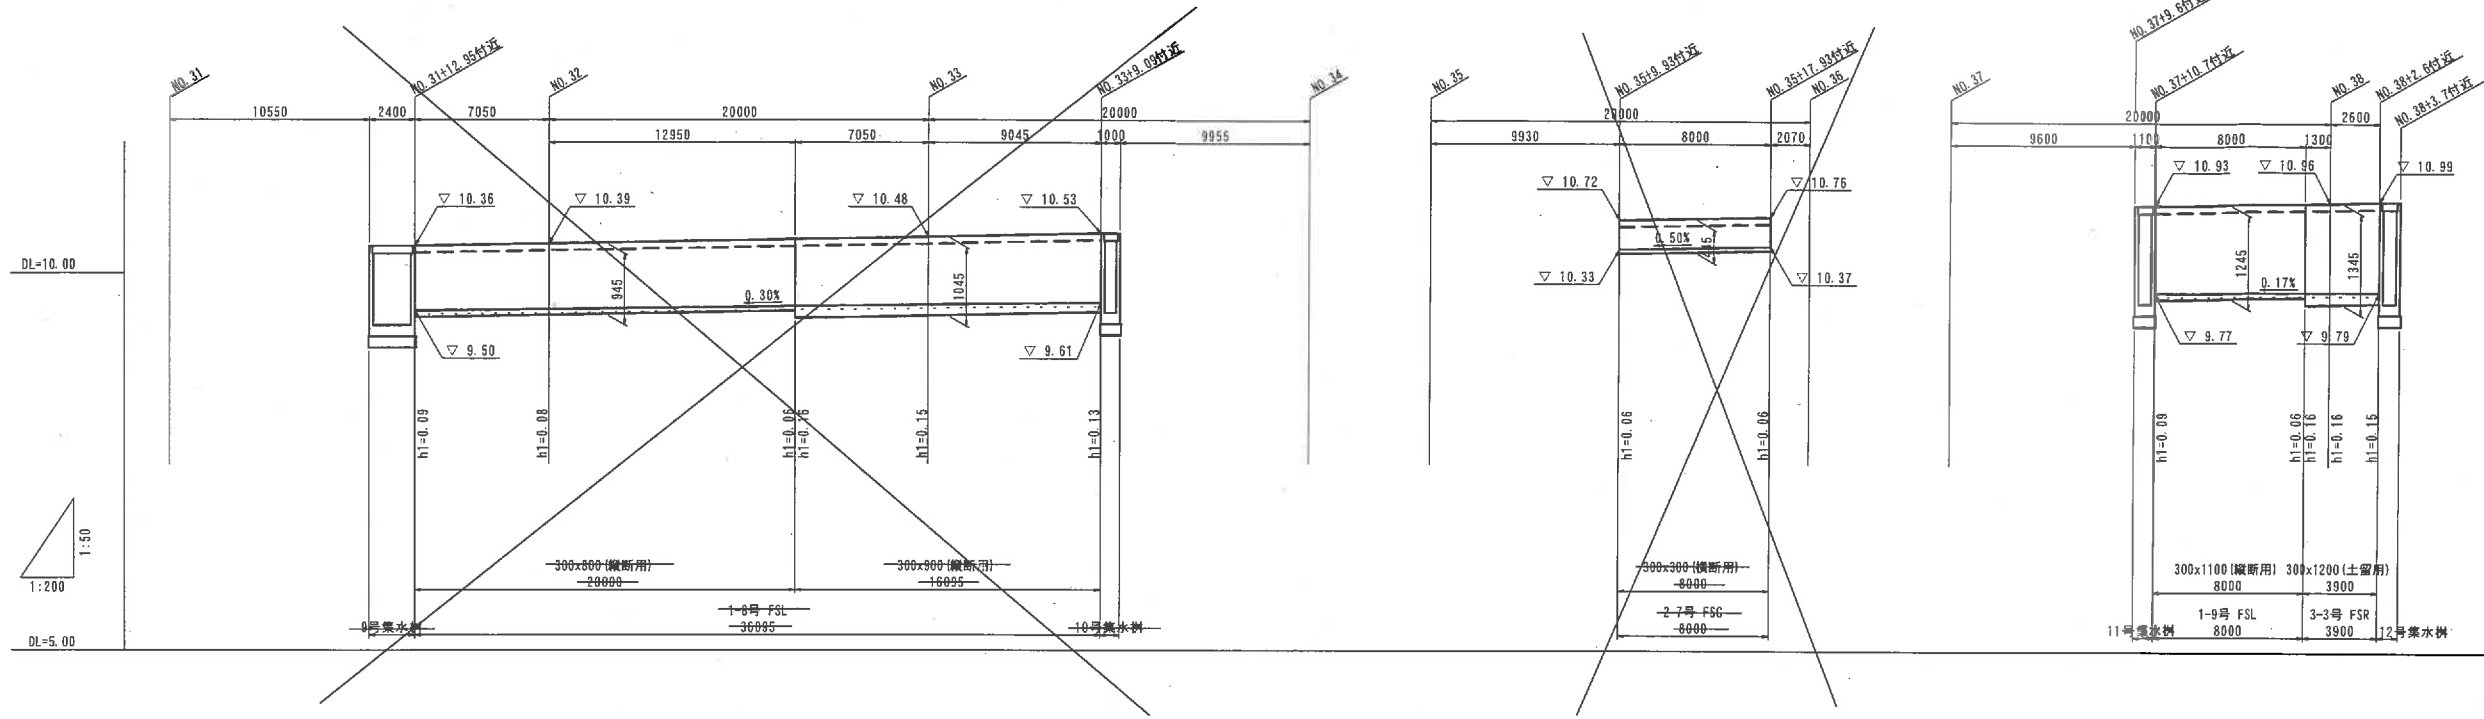 NO.31
NO.31+12.95付近
NO.32
NO.33
NO.33+9.09付近
NO.34
NO.35
NO.35+9.93付近
NO.35+17.93付近
NO.36
NO.37
NO.37+9.6付近
NO.37+10.7付近
NO.38
NO.38+2.6付近
NO.38+3.7付近
10550 2400 7050 20000 20000
12950 7050 9045 1000 9955
20000
9930 8000 2070
20000 2600
9600 1100 8000 1300
▽ 10.36 ▽ 10.39 ▽ 10.48 ▽ 10.53
▽ 10.72 ▽ 10.76
▽ 10.93 ▽ 10.96 ▽ 10.99
DL=10.00
945
0.30%
1045
0.50%
1245
0.17%
1345
▽ 9.50 ▽ 9.61
▽ 10.33 ▽ 10.37
▽ 9.77 ▽ 9.79
h1=0.09
h1=0.08
h1=0.06
h1=0.16
h1=0.15
h1=0.13
h1=0.06
h1=0.06
h1=0.09
h1=0.06
h1=0.16
h1=0.16
h1=0.15
1:50
1:200
300x800(縦断用) 300x900(縦断用)
20000 16095
1-8号 FSL
36095
9号集水桝 10号集水桝
300x300(横断用)
8000
2-7号 FSG
8000
300x1100(縦断用) 300x1200(土留用)
8000 3900
1-9号 FSL 3-3号 FSR
11号集水桝 8000 3900 12号集水桝
DL=5.00